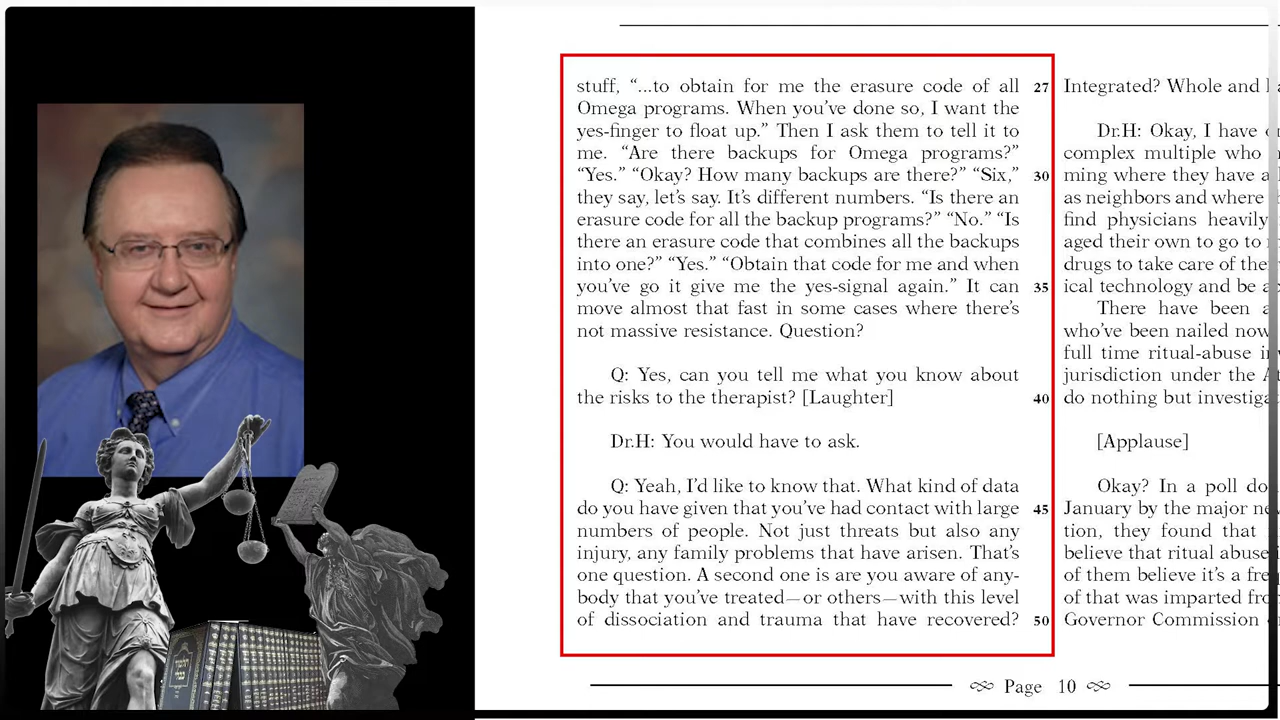 stuff, “...to obtain for me the erasure code of all
Omega programs. When you’ve done so, I want the
yes-finger to float up.” Then I ask them to tell it to
me. “Are there backups for Omega programs?”
“Yes.” “Okay? How many backups are there?” “Six,”
they say, let’s say. It’s different numbers. “Is there an
erasure code for all the backup programs?” “No.” “Is
there an erasure code that combines all the backups
into one?” “Yes.” “Obtain that code for me and when
you’ve go it give me the yes-signal again.” It can
move almost that fast in some cases where there’s
not massive resistance. Question?
Q: Yes, can you tell me what you know about
the risks to the therapist? [Laughter]
Dr.H: You would have to ask.
Q: Yeah, I’d like to know that. What kind of data
do you have given that you’ve had contact with large
numbers of people. Not just threats but also any
injury, any family problems that have arisen. That’s
one question. A second one is are you aware of any-
body that you’ve treated—or others—with this level
of dissociation and trauma that have recovered?
27
30
35
40
45
50
Integrated? Whole and
Dr.H: Okay, I have
complex multiple who
ming where they have
as neighbors and where
find physicians heavily
aged their own to go to
drugs to take care of
ical technology and be
There have been
who’ve been nailed now
full time ritual-abuse
jurisdiction under the
do nothing but
[Applause]
Okay? In a poll
January by the major
tion, they found that
believe that ritual abuse
of them believe it’s a
of that was imparted
Governor Commission
Page 10